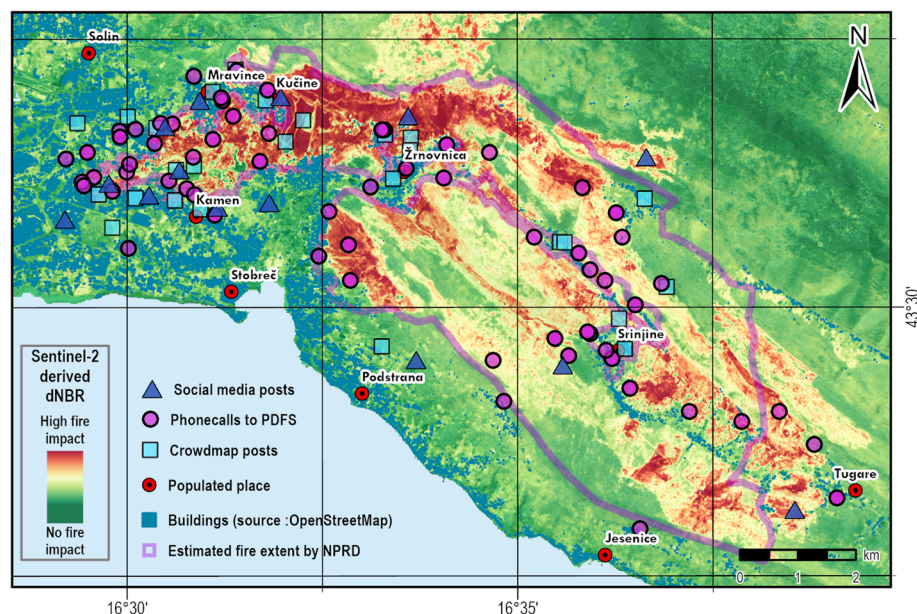 N
Solin
Mravince
Kučine
Žrnovnica
Kamen
Stobreč
43°30'
Srinjine
Podstrana
Tugare
Jesenice
Sentinel-2
derived
dNBR
High fire
impact
No fire
impact
Social media posts
Phonecalls to PDFS
Crowdmap posts
Populated place
Buildings (source :OpenStreetMap)
Estimated fire extent by NPRD
km
0 1 2
16°30' 16°35'